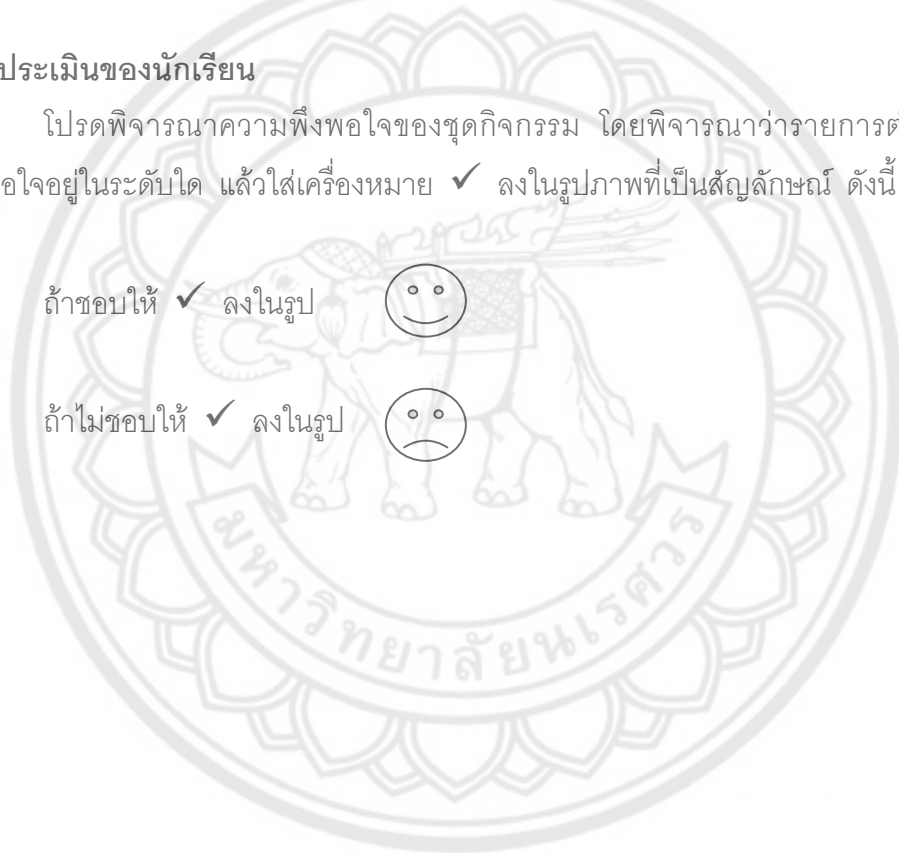 ประเมินของนักเรียน
โปรดพิจารณาความพึงพอใจของชุดกิจกรรม โดยพิจารณาว่ารายการต่
อใจอยู่ในระดับใด แล้วใส่เครื่องหมาย ✓ ลงในรูปภาพที่เป็นสัญลักษณ์ ดังนี้
ถ้าชอบให้ ✓ ลงในรูป
ถ้าไม่ชอบให้ ✓ ลงในรูป
มหาวิทยาลัยนเรศวร